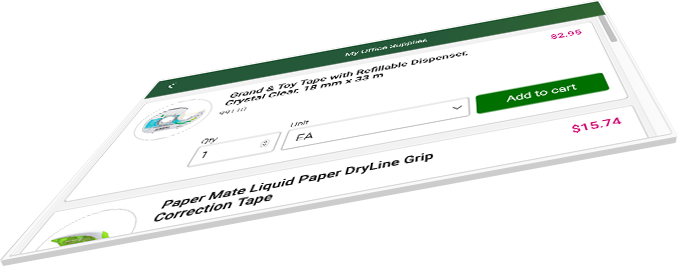 My Office Supplies
$2.95
Grand & Toy Tape with Refillable Dispenser,
Crystal Clear, 18 mm x 33 m
Qty
Unit
1
EA
Add to cart
$15.74
Paper Mate Liquid Paper DryLine Grip
Correction Tape